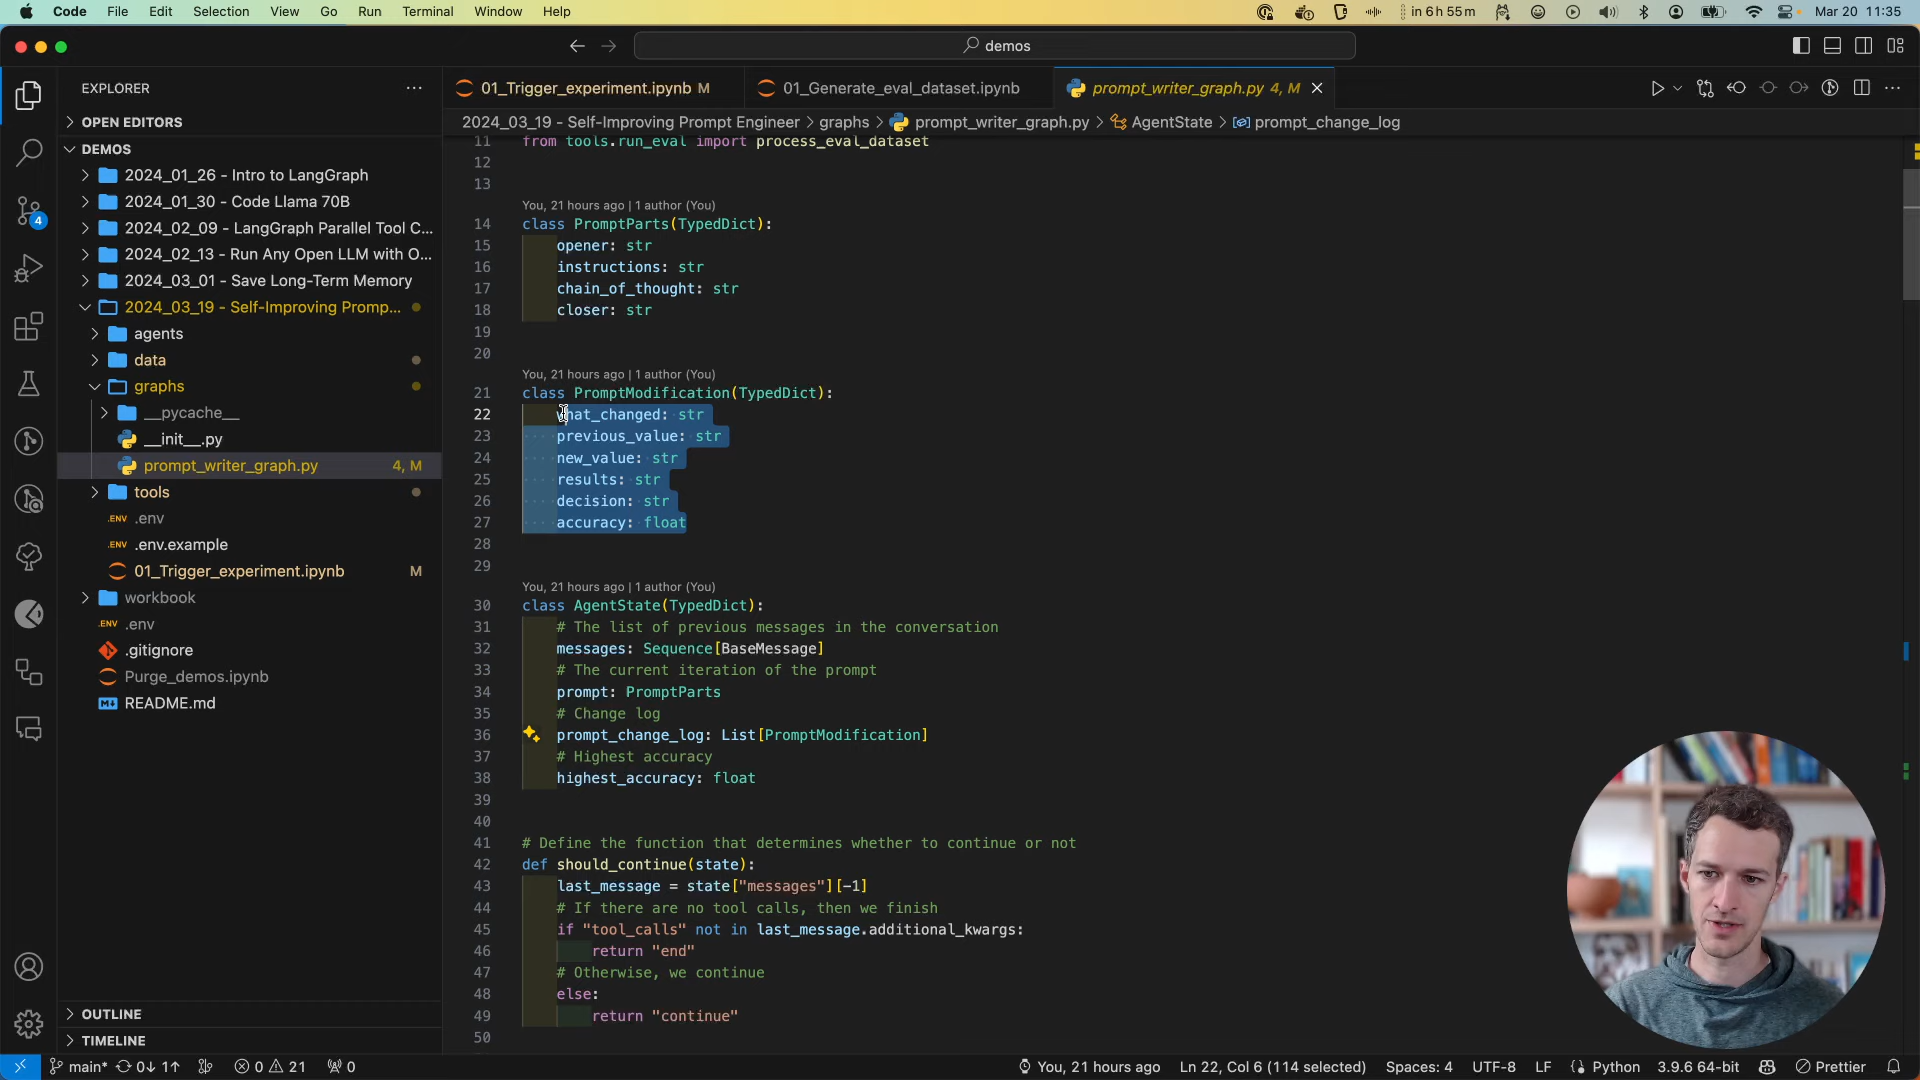 Code File Edit Selection View Go Run Terminal Window Help
in 6h 55m Mar 20 11:35
demos
EXPLORER
OPEN EDITORS
DEMOS
2024_01_26 - Intro to LangGraph
2024_01_30 - Code Llama 70B
2024_02_09 - LangGraph Parallel Tool C...
2024_02_13 - Run Any Open LLM with O...
2024_03_01 - Save Long-Term Memory
2024_03_19 - Self-Improving Promp...
agents
data
graphs
__pycache__
__init__.py
prompt_writer_graph.py 4, M
tools
.ENV .env
.ENV .env.example
01_Trigger_experiment.ipynb M
workbook
.ENV .env
.gitignore
Purge_demos.ipynb
README.md
OUTLINE
TIMELINE
4
01_Trigger_experiment.ipynb M
01_Generate_eval_dataset.ipynb
prompt_writer_graph.py 4, M
2024_03_19 - Self-Improving Prompt Engineer > graphs > prompt_writer_graph.py > AgentState > prompt_change_log
11 from tools.run_eval import process_eval_dataset
12
13
You, 21 hours ago | 1 author (You)
14 class PromptParts(TypedDict):
15 opener: str
16 instructions: str
17 chain_of_thought: str
18 closer: str
19
20
You, 21 hours ago | 1 author (You)
21 class PromptModification(TypedDict):
22 what_changed: str
23 previous_value: str
24 new_value: str
25 results: str
26 decision: str
27 accuracy: float
28
29
You, 21 hours ago | 1 author (You)
30 class AgentState(TypedDict):
31 # The list of previous messages in the conversation
32 messages: Sequence[BaseMessage]
33 # The current iteration of the prompt
34 prompt: PromptParts
35 # Change log
36 prompt_change_log: List[PromptModification]
37 # Highest accuracy
38 highest_accuracy: float
39
40
41 # Define the function that determines whether to continue or not
42 def should_continue(state):
43 last_message = state["messages"][-1]
44 # If there are no tool calls, then we finish
45 if "tool_calls" not in last_message.additional_kwargs:
46 return "end"
47 # Otherwise, we continue
48 else:
49 return "continue"
50
main* 0↓ 1↑ 0 21 0 You, 21 hours ago Ln 22, Col 6 (114 selected) Spaces: 4 UTF-8 LF Python 3.9.6 64-bit Prettier